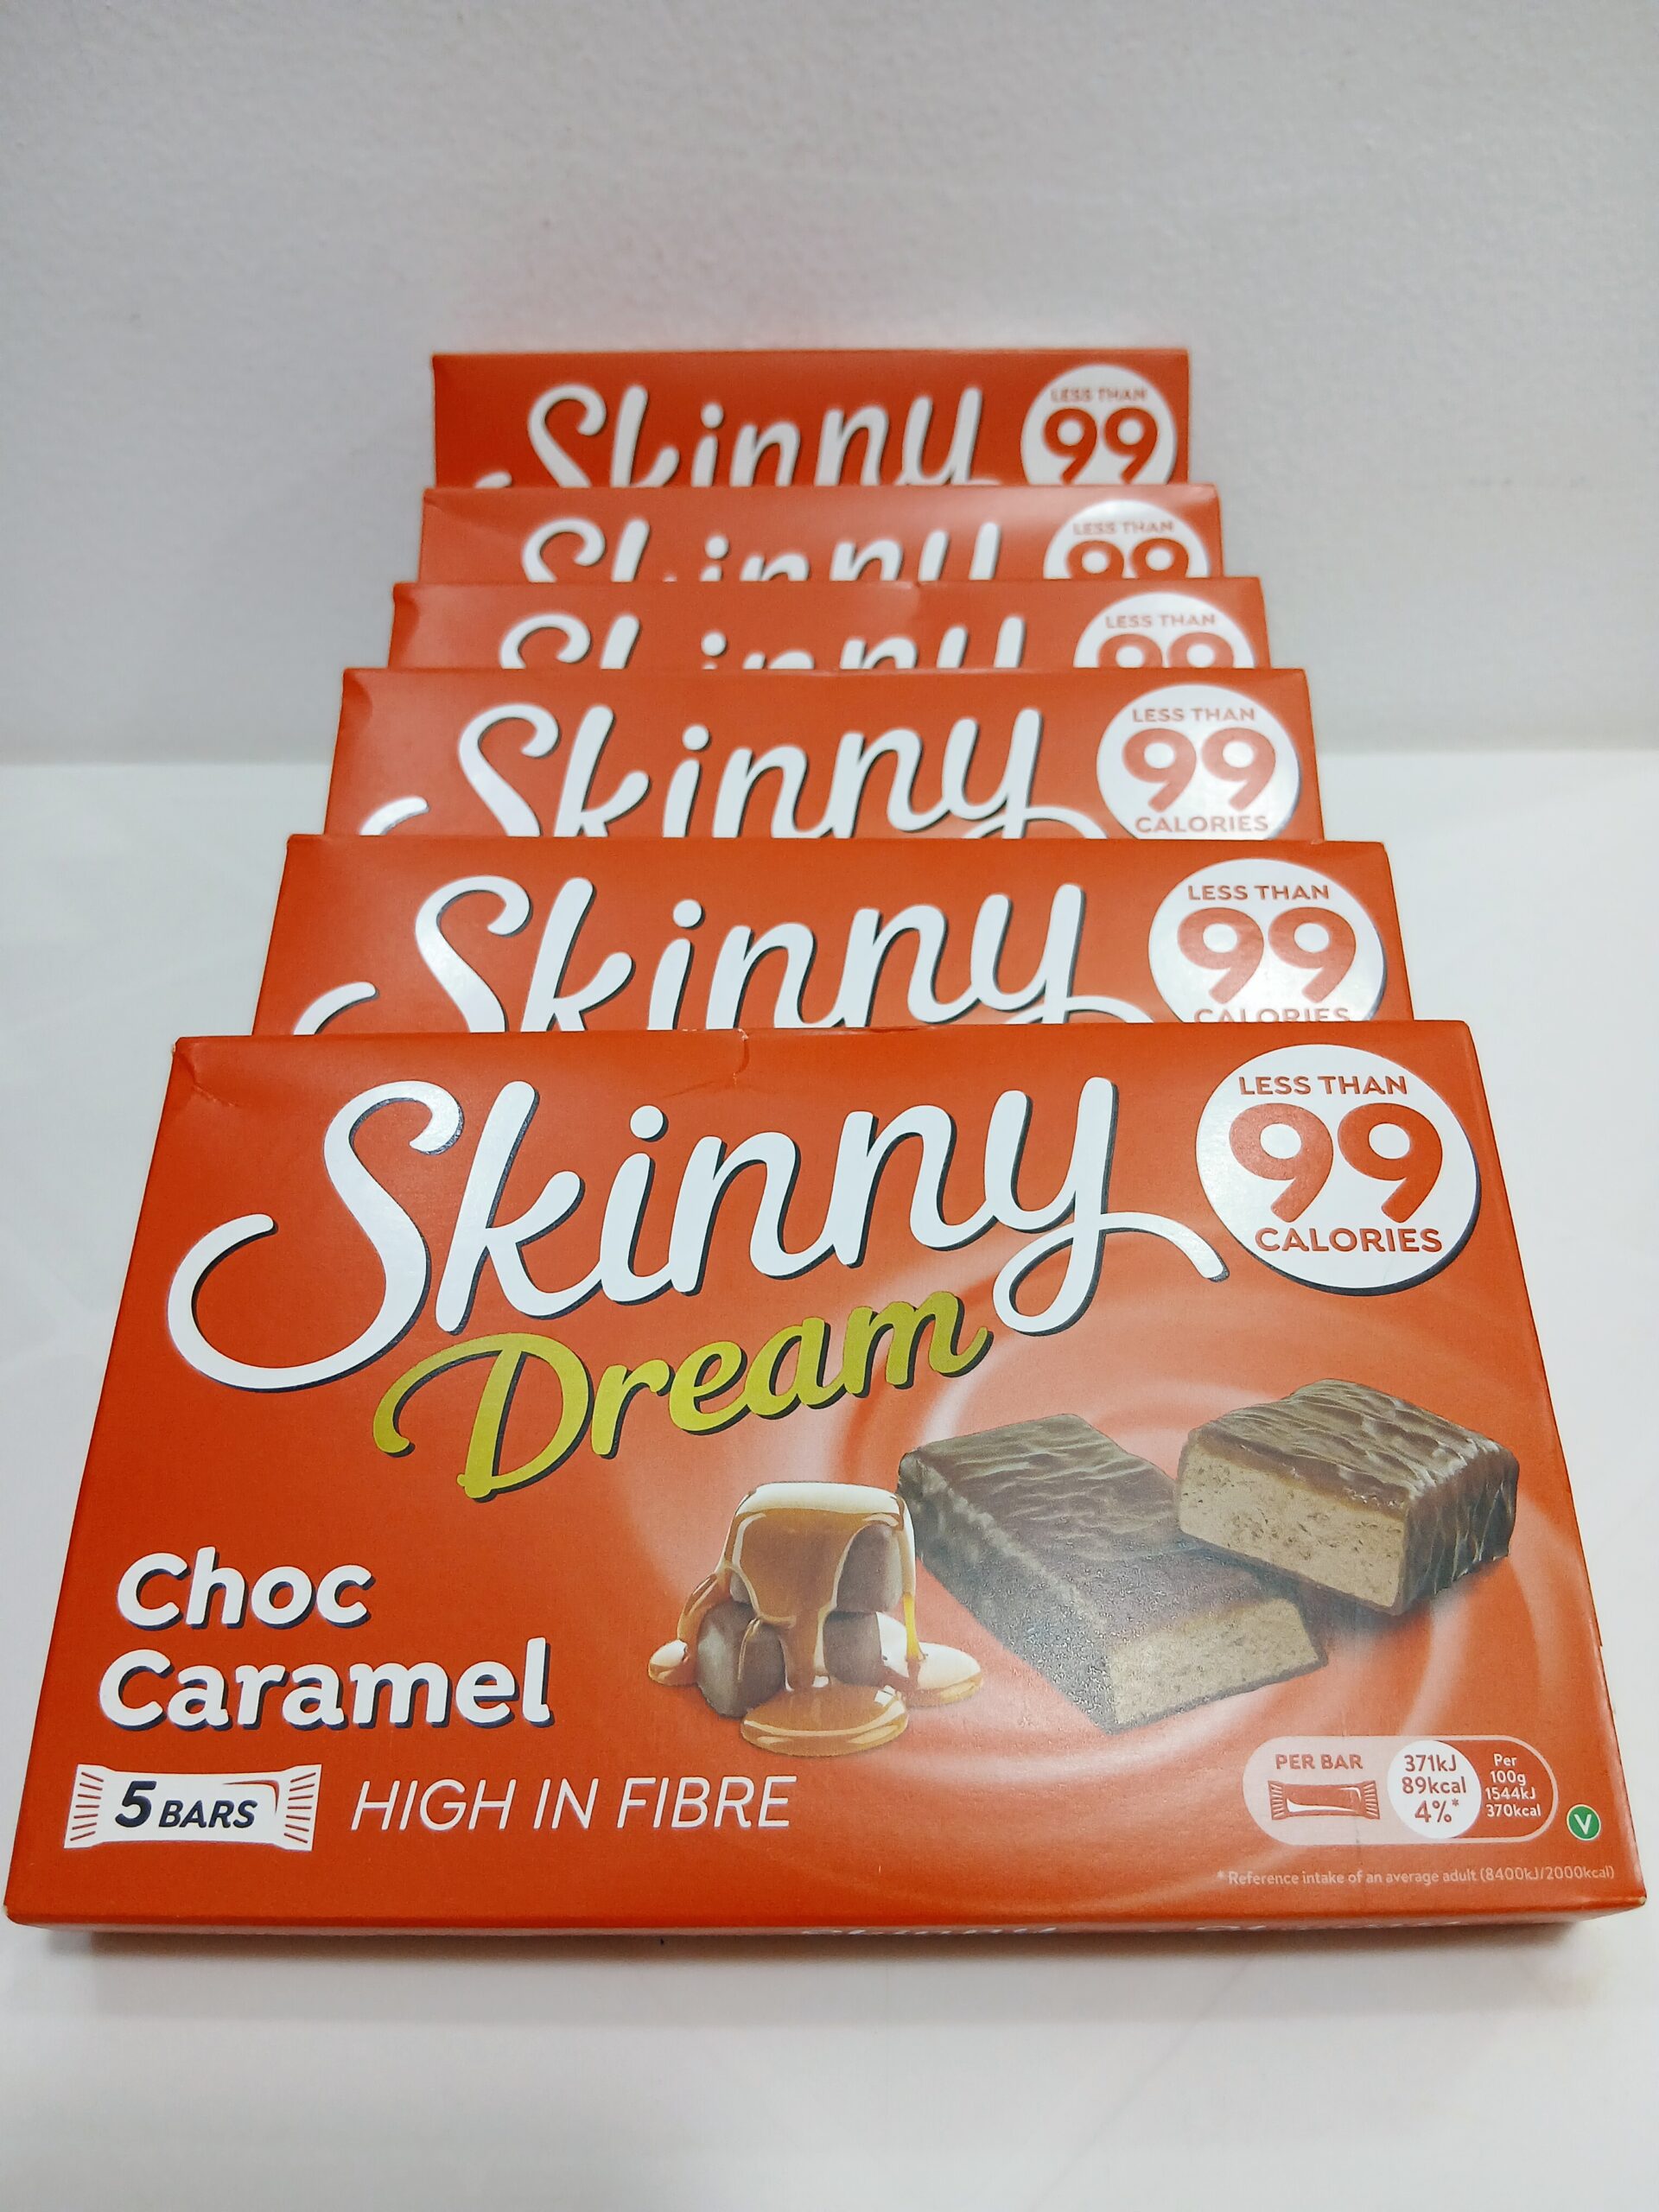 Skinny
LESS THAN
99
Skinny
LESS THAN
99
Skinny
LESS THAN
99
Skinny
LESS THAN
99
CALORIES
Skinny
LESS THAN
99
CALORIES
Skinny
LESS THAN
99
CALORIES
Dream
Choc
Caramel
5 BARS
HIGH IN FIBRE
PER BAR
371kJ
89kcal
4%*
Per
100g
1544kJ
370kcal
V
* Reference intake of an average adult (8400kJ/2000kcal)